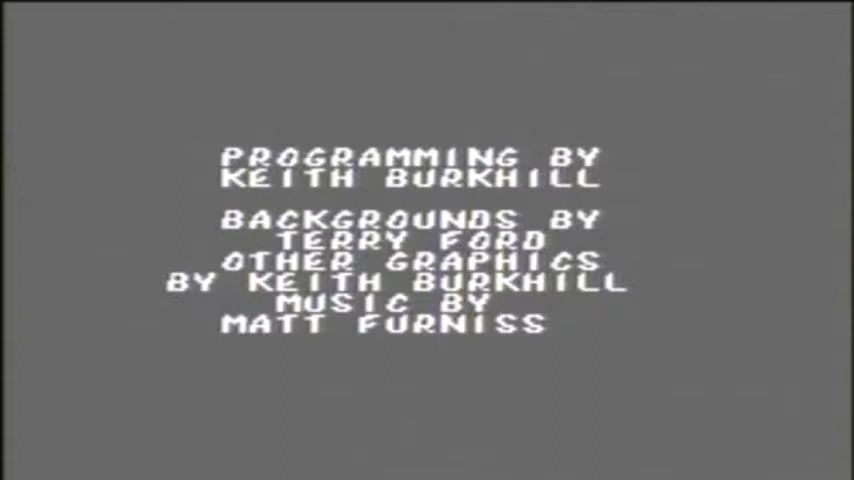 PROGRAMMING BY
KEITH BURKHILL
BACKGROUNDS BY
TERRY FORD
OTHER GRAPHICS
BY KEITH BURKHILL
MUSIC BY
MATT FURNISS